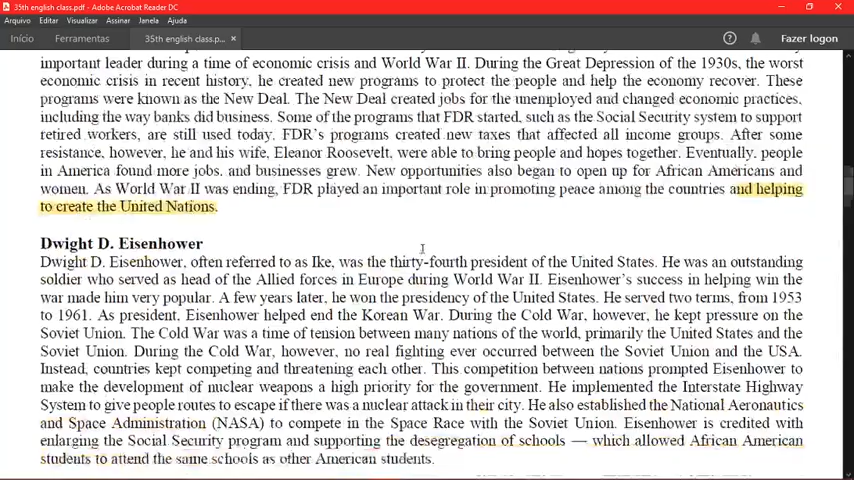 35th english class.pdf - Adobe Acrobat Reader DC
Arquivo Editar Visualizar Assinar Janela Ajuda
Início Ferramentas 35th english class.p... × Fazer logon
important leader during a time of economic crisis and World War II. During the Great Depression of the 1930s, the worst
economic crisis in recent history, he created new programs to protect the people and help the economy recover. These
programs were known as the New Deal. The New Deal created jobs for the unemployed and changed economic practices,
including the way banks did business. Some of the programs that FDR started, such as the Social Security system to support
retired workers, are still used today. FDR's programs created new taxes that affected all income groups. After some
resistance, however, he and his wife, Eleanor Roosevelt, were able to bring people and hopes together. Eventually, people
in America found more jobs, and businesses grew. New opportunities also began to open up for African Americans and
women. As World War II was ending, FDR played an important role in promoting peace among the countries and helping
to create the United Nations.
Dwight D. Eisenhower
Dwight D. Eisenhower, often referred to as Ike, was the thirty-fourth president of the United States. He was an outstanding
soldier who served as head of the Allied forces in Europe during World War II. Eisenhower's success in helping win the
war made him very popular. A few years later, he won the presidency of the United States. He served two terms, from 1953
to 1961. As president, Eisenhower helped end the Korean War. During the Cold War, however, he kept pressure on the
Soviet Union. The Cold War was a time of tension between many nations of the world, primarily the United States and the
Soviet Union. During the Cold War, however, no real fighting ever occurred between the Soviet Union and the USA.
Instead, countries kept competing and threatening each other. This competition between nations prompted Eisenhower to
make the development of nuclear weapons a high priority for the government. He implemented the Interstate Highway
System to give people routes to escape if there was a nuclear attack in their city. He also established the National Aeronautics
and Space Administration (NASA) to compete in the Space Race with the Soviet Union. Eisenhower is credited with
enlarging the Social Security program and supporting the desegregation of schools — which allowed African American
students to attend the same schools as other American students.